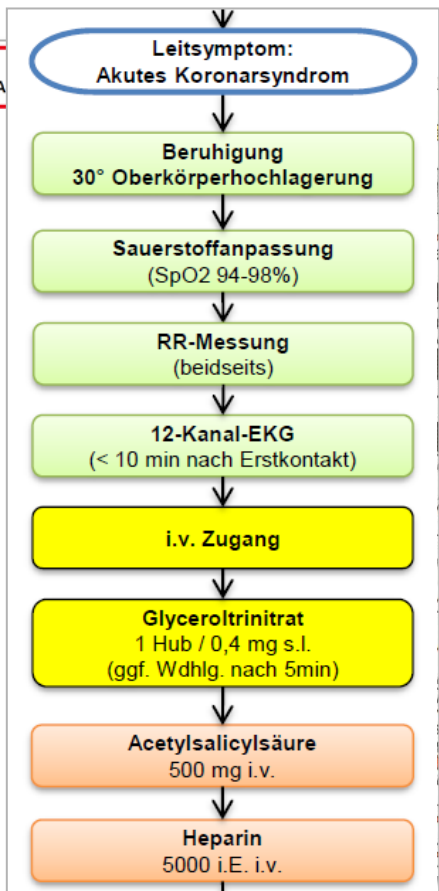 Leitsymptom:
Akutes Koronarsyndrom
A
Beruhigung
30° Oberkörperhochlagerung
Sauerstoffanpassung
(SpO2 94-98%)
RR-Messung
(beidseits)
12-Kanal-EKG
(< 10 min nach Erstkontakt)
i.v. Zugang
Glyceroltrinitrat
1 Hub / 0,4 mg s.l.
(ggf. Wdhlg. nach 5min)
Acetylsalicylsäure
500 mg i.v.
Heparin
5000 i.E. i.v.